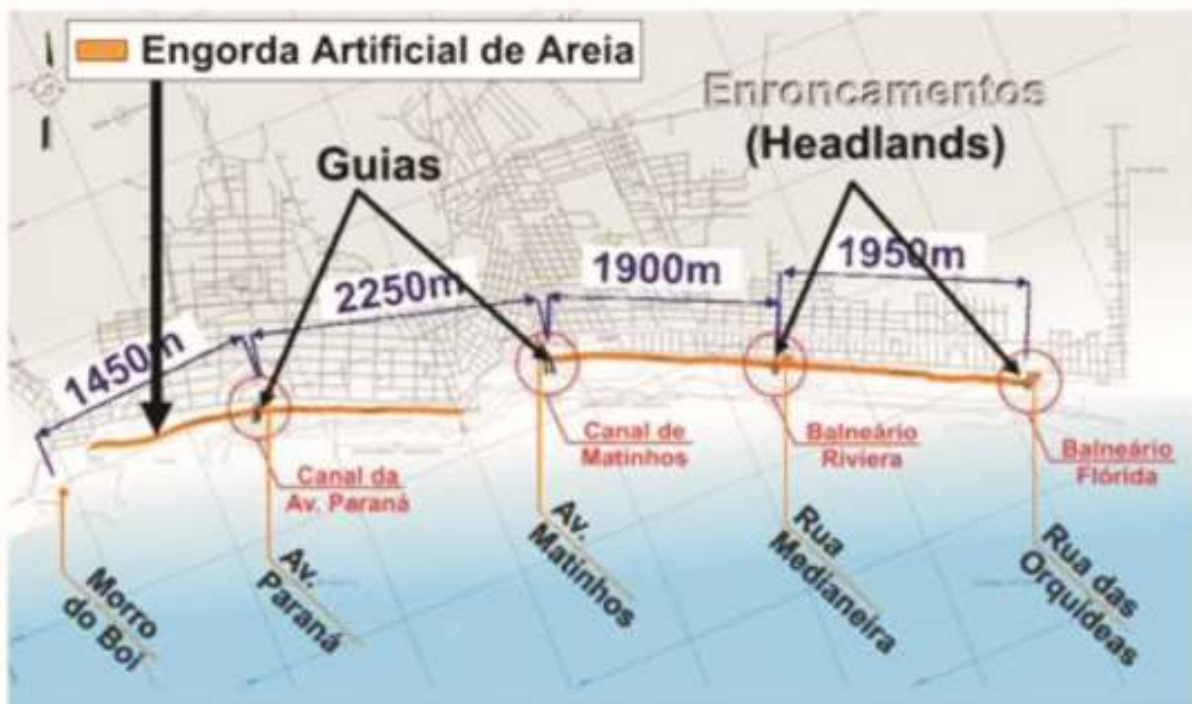 Engorda Artificial de Areia
Enroncamentos
(Headlands)
Guias
1450m
2250m
1900m
1950m
Canal da
Av. Paraná
Canal de
Matinhos
Balneário
Riviera
Balneário
Flórida
Morro
do Boi
Av.
Paraná
Av.
Matinhos
Rua
Medianeira
Rua das
Orquídeas